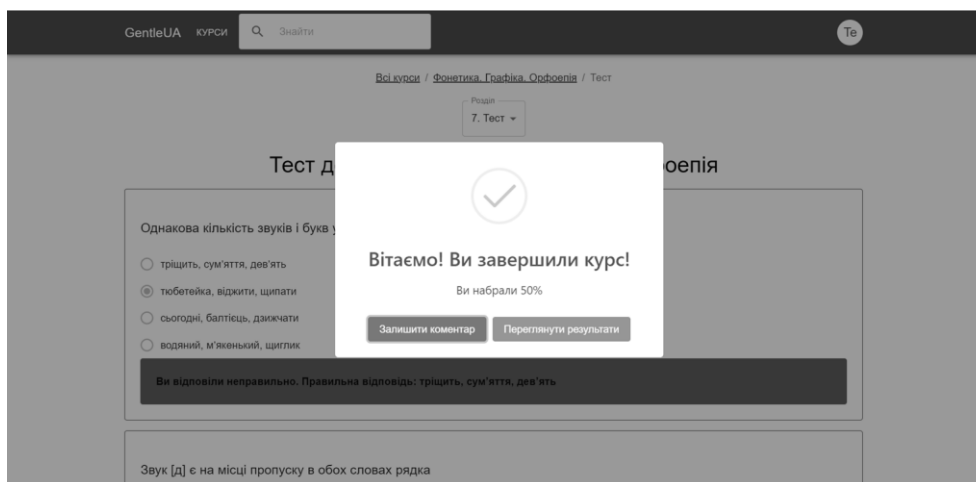 GentleUA КУРСИ Знайти Te
Всі курси / Фонетика. Графіка. Орфоепія / Тест
Розділ
7. Тест
Тест д оепія
Однакова кількість звуків і букв у
тріщить, сум'яття, дев'ять
тюбетейка, віджити, щипати
сьогодні, баптієць, дзижчати
водяний, м'якенький, щиглик
Ви відповіли неправильно. Правильна відповідь: тріщить, сум'яття, дев'ять
Вітаємо! Ви завершили курс!
Ви набрали 50%
Залишити коментар Переглянути результати
Звук [д] є на місці пропуску в обох словах рядка